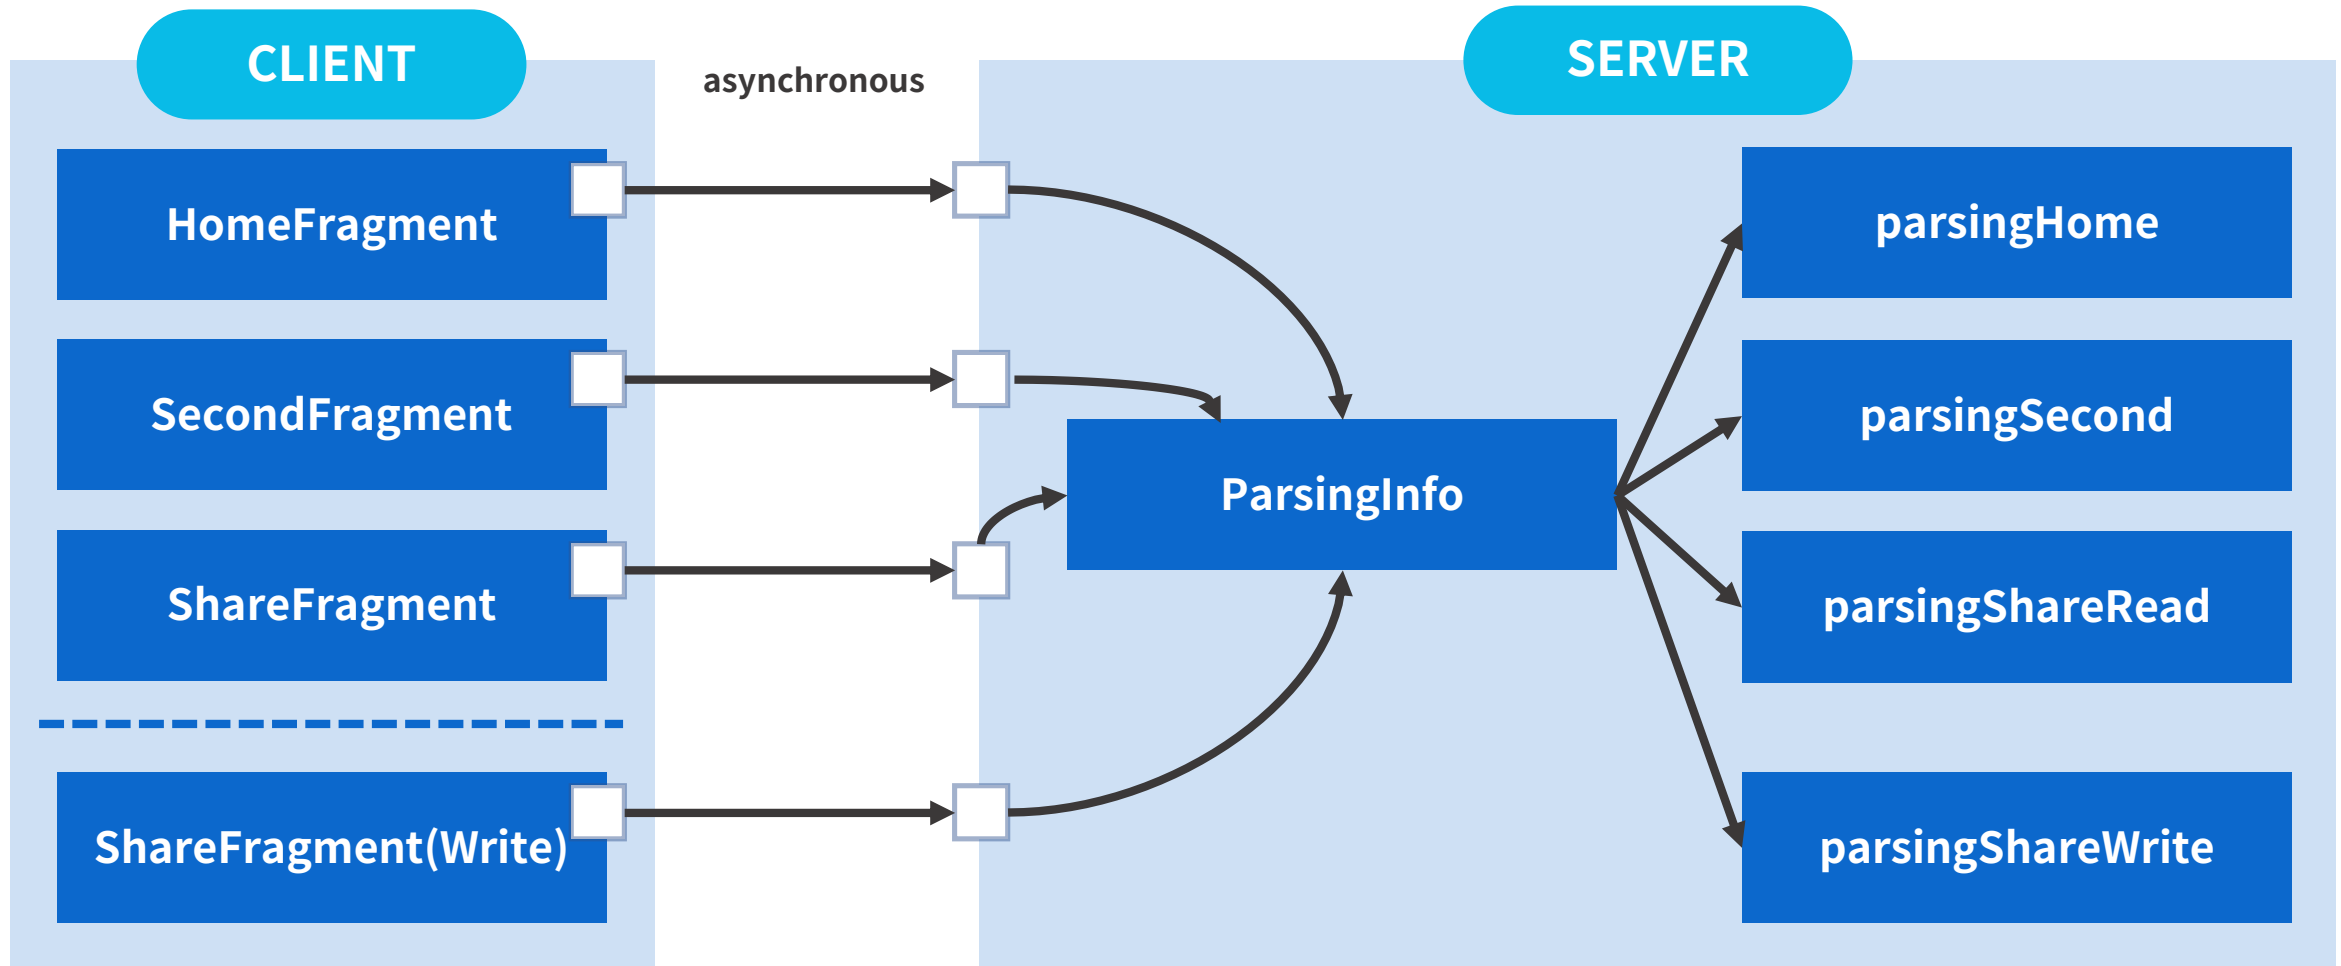 CLIENT
asynchronous
SERVER
HomeFragment
SecondFragment
ShareFragment
ShareFragment(Write)
ParsingInfo
parsingHome
parsingSecond
parsingShareRead
parsingShareWrite